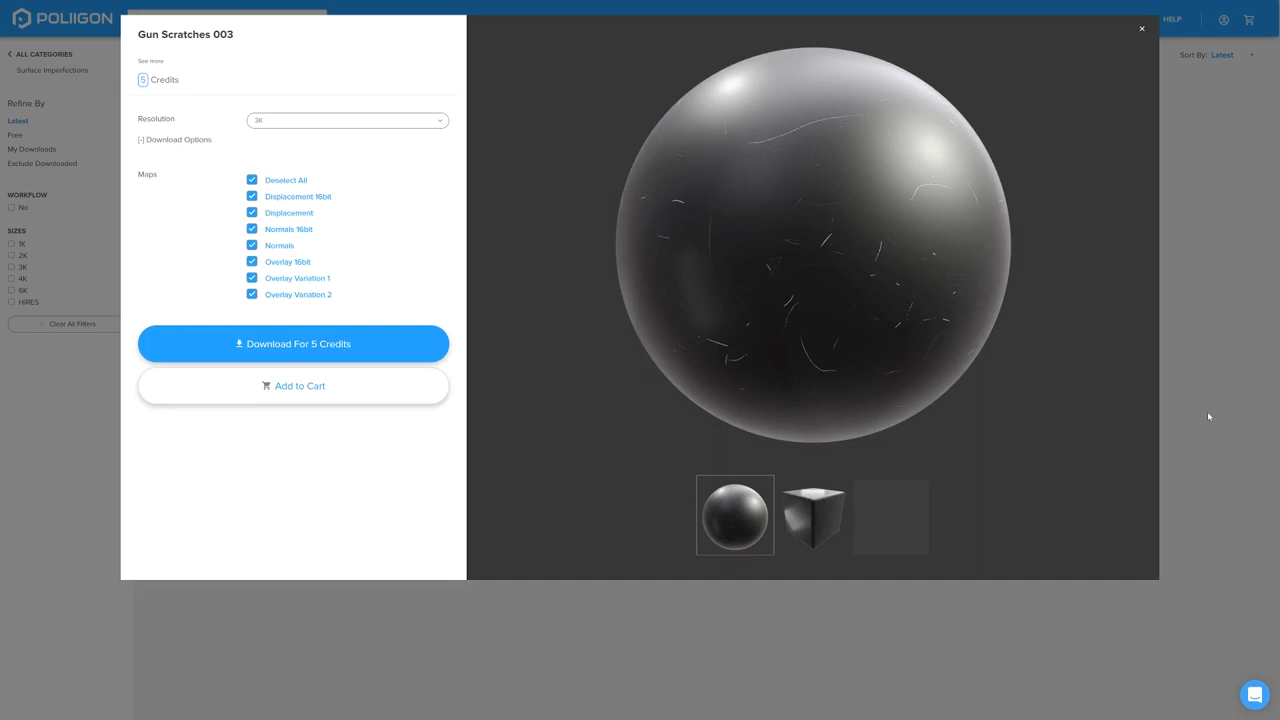 POLIIGON
HELP
ALL CATEGORIES
Surface Imperfections
Sort By: Latest
Refine By
Latest
Free
My Downloads
Exclude Downloaded
WORKFLOW
No
SIZES
1K
2K
3K
4K
6K
HIRES
Clear All Filters
Gun Scratches 003
See more
5 Credits
Resolution
3K
[-] Download Options
Maps
Deselect All
Displacement 16bit
Displacement
Normals 16bit
Normals
Overlay 16bit
Overlay Variation 1
Overlay Variation 2
Download For 5 Credits
Add to Cart